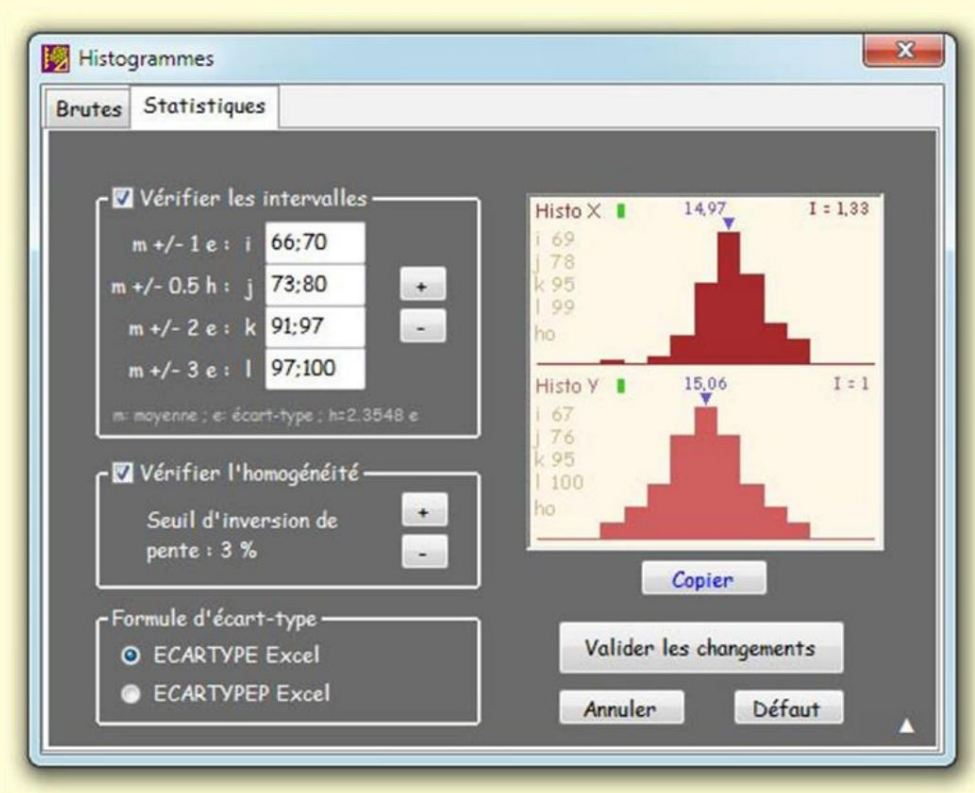 Histogrammes
Brutes
Statistiques
Vérifier les intervalles
m +/- 1 e : i 66;70
m +/- 0.5 h : j 73;80
+
m +/- 2 e : k 91;97
-
m +/- 3 e : l 97;100
m: moyenne ; e: écart-type ; h=2.3548 e
Vérifier l'homogénéité
Seuil d'inversion de
pente : 3 %
+
-
Formule d'écart-type
ECARTYPE Excel
ECARTYPEP Excel
Histo X 14,97 I = 1,33
i 69
j 78
k 95
l 99
ho
Histo Y 15,06 I = 1
i 67
j 76
k 95
l 100
ho
Copier
Valider les changements
Annuler
Défaut